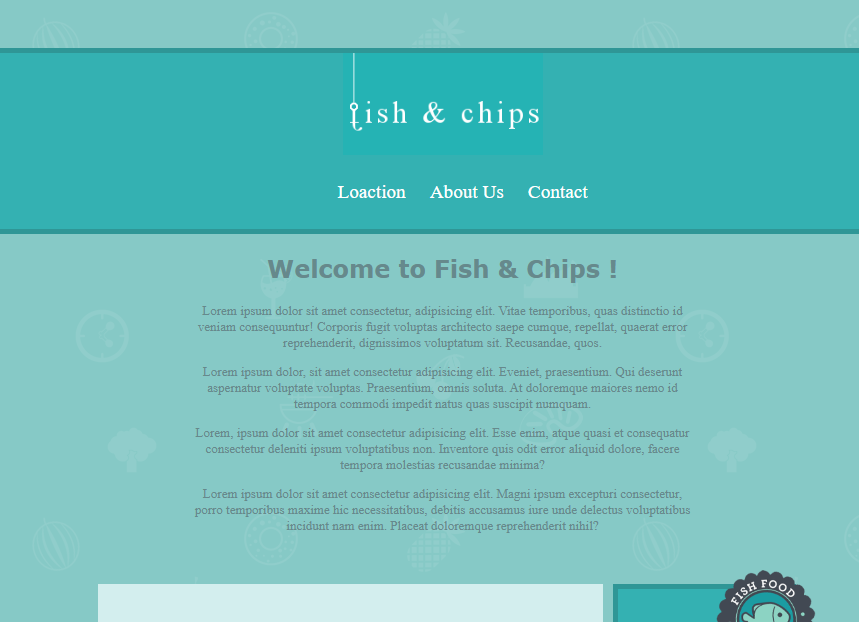 fish & chips
Loaction About Us Contact
Welcome to Fish & Chips !
Lorem ipsum dolor sit amet consectetur, adipisicing elit. Vitae temporibus, quas distinctio id
veniam consequuntur! Corporis fugit voluptas architecto saepe cumque, repellat, quaerat error
reprehenderit, dignissimos voluptatum sit. Recusandae, quos.
Lorem ipsum dolor, sit amet consectetur adipisicing elit. Eveniet, praesentium. Qui deserunt
aspernatur voluptate voluptas. Praesentium, omnis soluta. At doloremque maiores nemo id
tempora commodi impedit natus quas suscipit numquam.
Lorem, ipsum dolor sit amet consectetur adipisicing elit. Esse enim, atque quasi et consequatur
consectetur deleniti ipsum voluptatibus non. Inventore quis odit error aliquid dolore, facere
tempora molestias recusandae minima?
Lorem ipsum dolor sit amet consectetur adipisicing elit. Magni ipsum excepturi consectetur,
porro temporibus maxime hic necessitatibus, debitis accusamus iure unde delectus voluptatibus
incidunt nam enim. Placeat doloremque reprehenderit nihil?
FISH FOOD